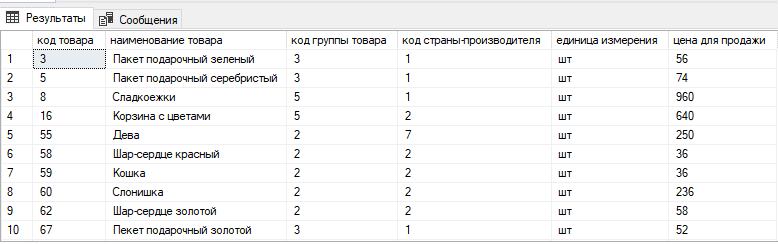 Результаты Сообщения
код товара наименование товара код группы товара код страны-производителя единица измерения цена для продажи
1 3 Пакет подарочный зеленый 3 1 шт 56
2 5 Пакет подарочный серебристый 3 1 шт 74
3 8 Сладкоежки 5 1 шт 960
4 16 Корзина с цветами 5 2 шт 640
5 55 Дева 2 7 шт 250
6 58 Шар-сердце красный 2 2 шт 36
7 59 Кошка 2 2 шт 36
8 60 Слонишка 2 2 шт 236
9 62 Шар-сердце золотой 2 2 шт 58
10 67 Пекет подарочный золотой 3 1 шт 52